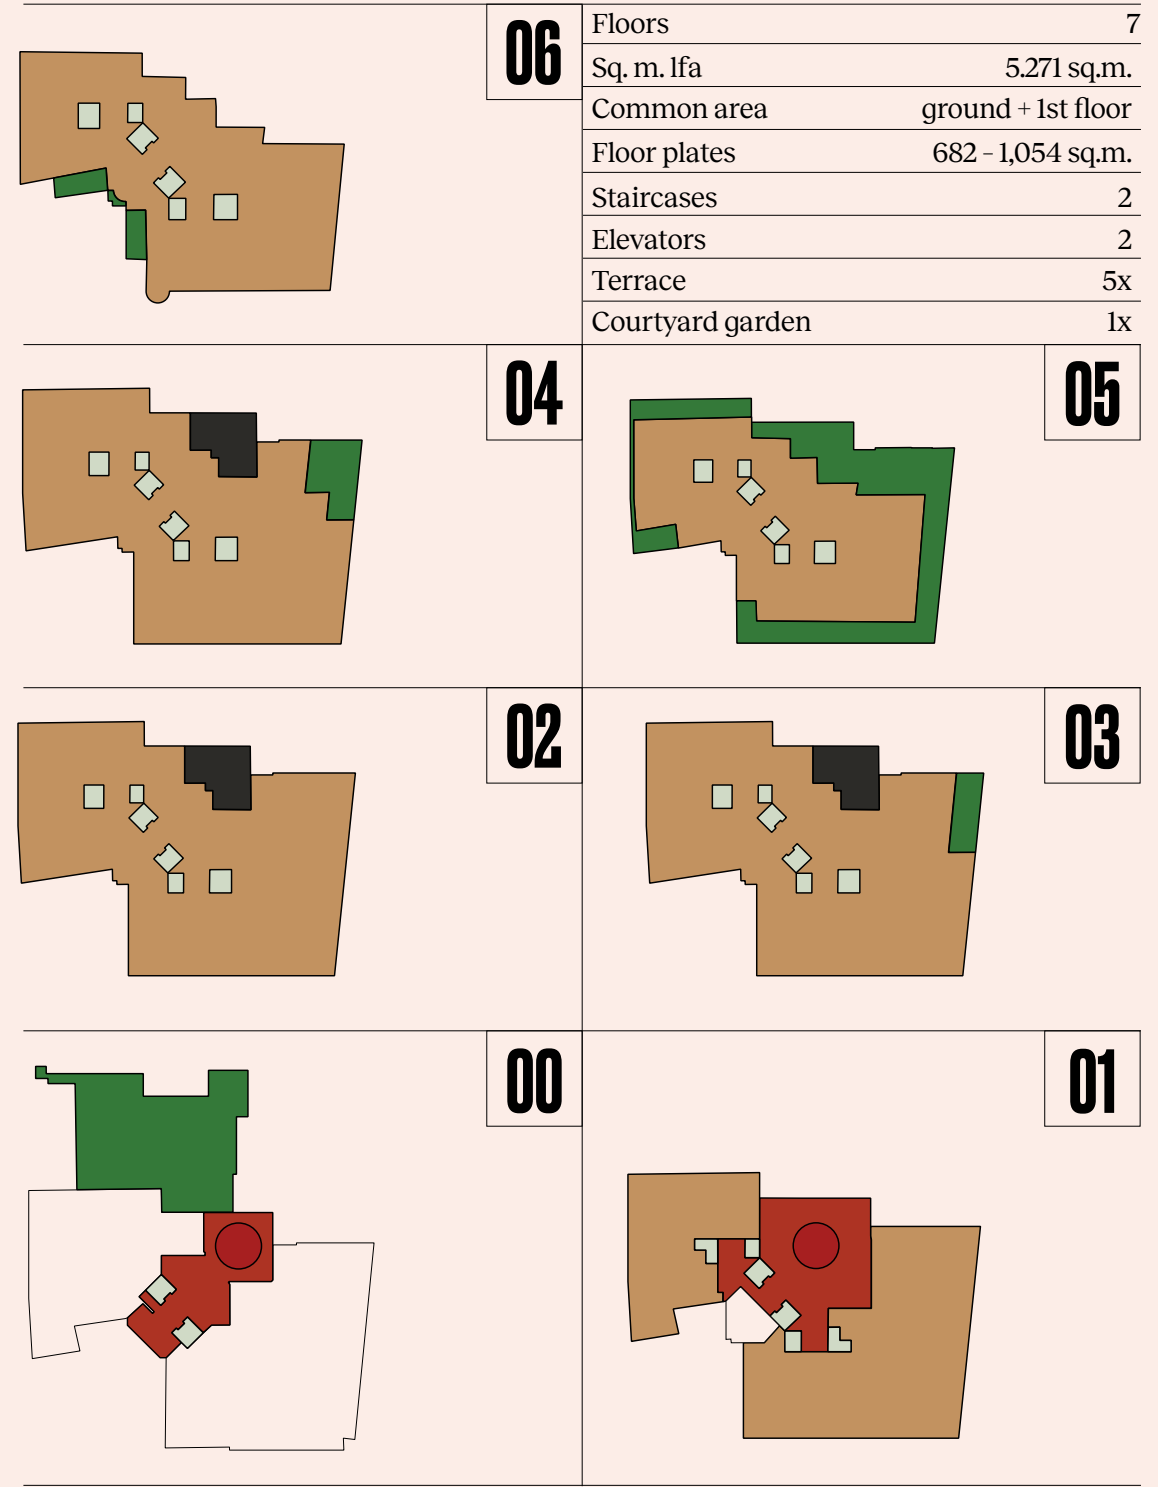 06
Floors 7
Sq. m. lfa 5.271 sq.m.
Common area ground + 1st floor
Floor plates 682 - 1,054 sq.m.
Staircases 2
Elevators 2
Terrace 5x
Courtyard garden 1x
04
05
02
03
00
01